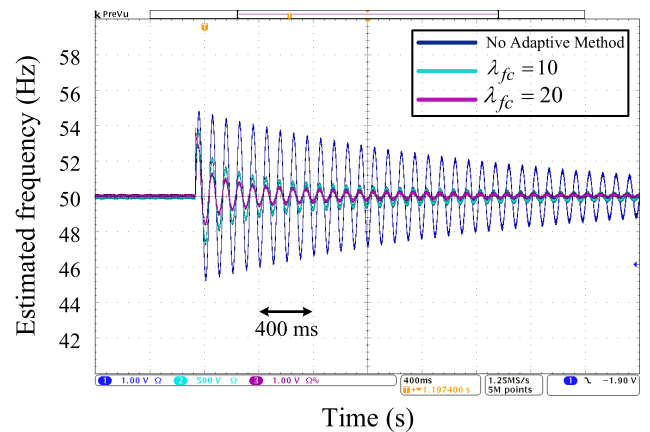 k PreVu
T
No Adaptive Method
λfc = 10
λfc = 20
Estimated frequency (Hz)
58
56
54
52
50
48
46
44
42
400 ms
1 1.00 V Ω 2 500 V Ω 3 1.00 V Ω
400ms
T→▼1.197400 s
1.25MS/s
5M points
1 -1.90 V
Time (s)